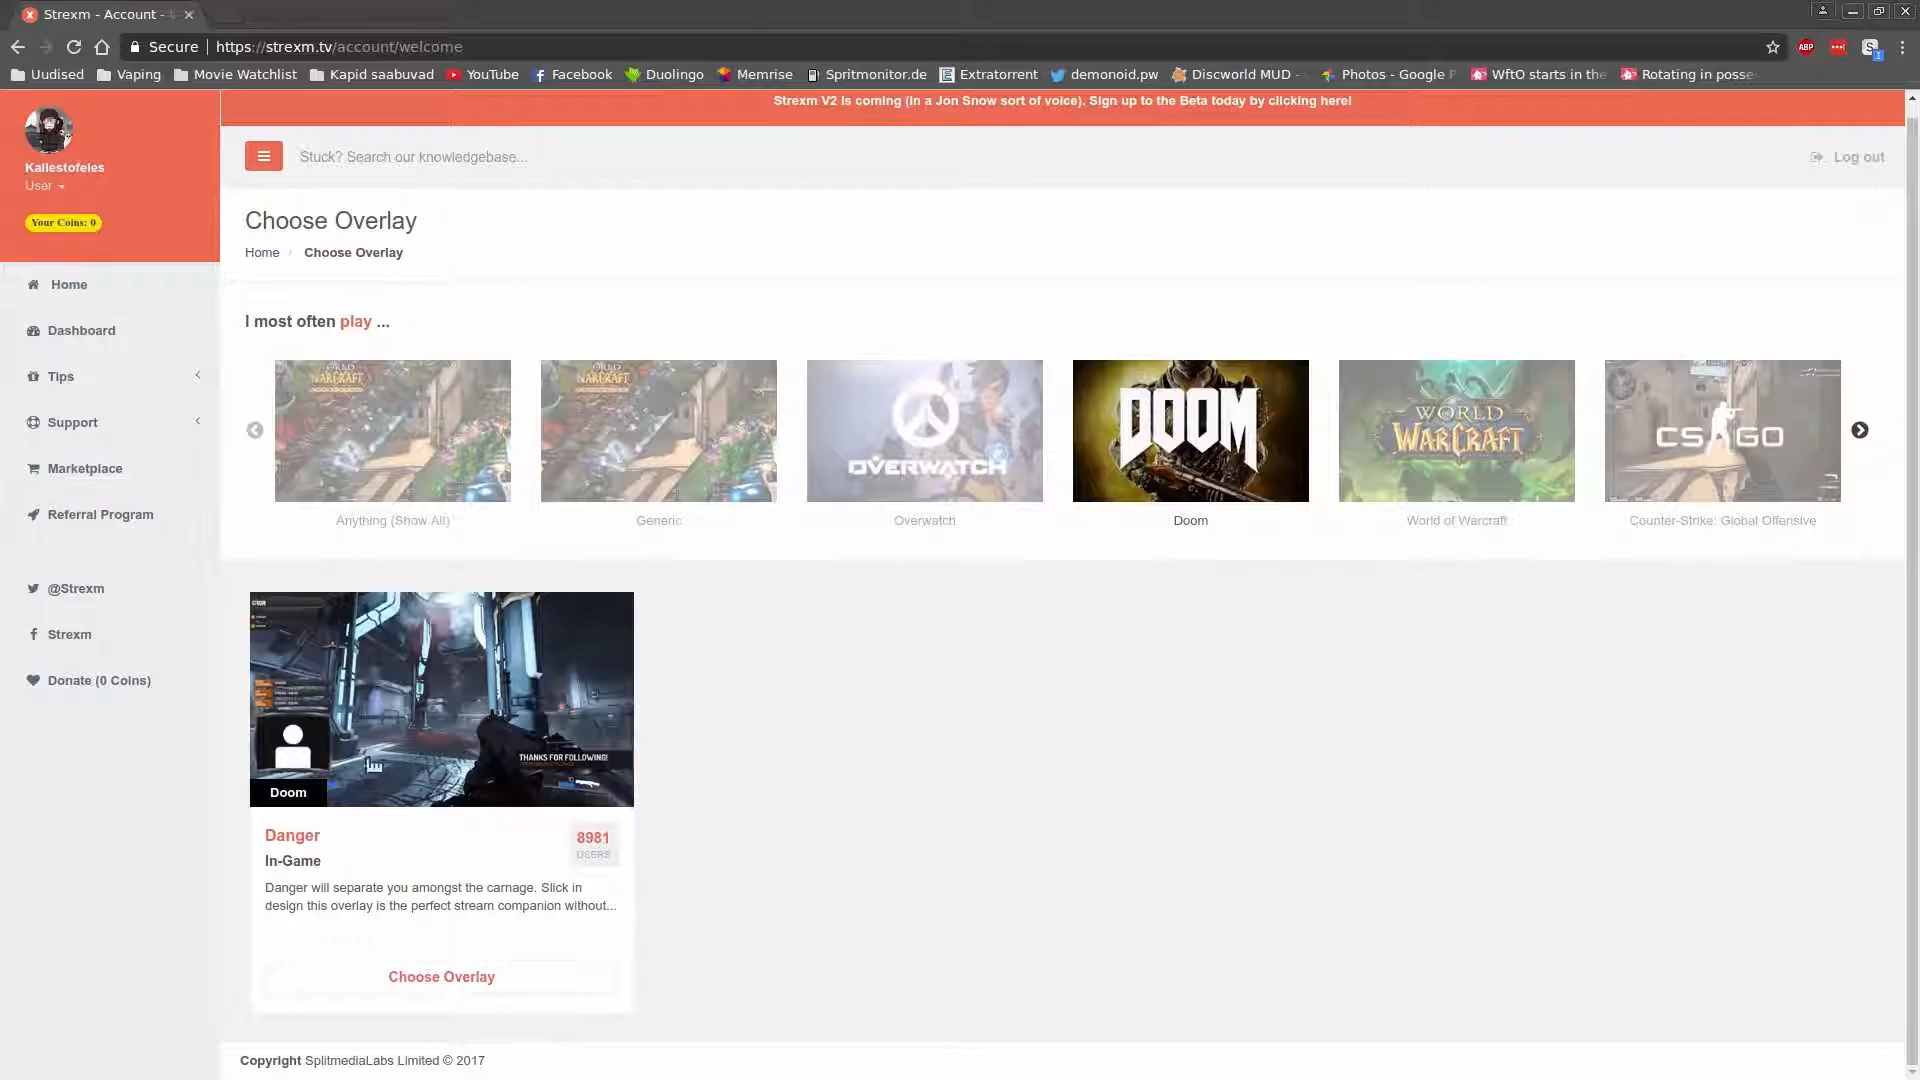 Strexm - Account -
Secure
https://strexm.tv/account/welcome
ABP
S
1
Uudised
Vaping
Movie Watchlist
Kapid saabuvad
YouTube
Facebook
Duolingo
Memrise
Spritmonitor.de
Extratorrent
demonoid.pw
Discworld MUD -
Photos - Google P
WftO starts in the
Rotating in posse
Strexm V2 is coming (in a Jon Snow sort of voice). Sign up to the Beta today by clicking here!
Kallestofeles
User
Your Coins: 0
Stuck? Search our knowledgebase...
Log out
Choose Overlay
Home / Choose Overlay
Home
Dashboard
Tips
Support
Marketplace
Referral Program
@Strexm
Strexm
Donate (0 Coins)
I most often play ...
WORLD
WARCRAFT
WORLD
WARCRAFT
OVERWATCH
DOOM
WORLD
WARCRAFT
CS GO
Anything (Show All)
Generic
Overwatch
Doom
World of Warcraft
Counter-Strike: Global Offensive
THANKS FOR FOLLOWING!
Doom
Danger
8981
USERS
In-Game
Danger will separate you amongst the carnage. Slick in
design this overlay is the perfect stream companion without...
Choose Overlay
Copyright SplitmediaLabs Limited © 2017